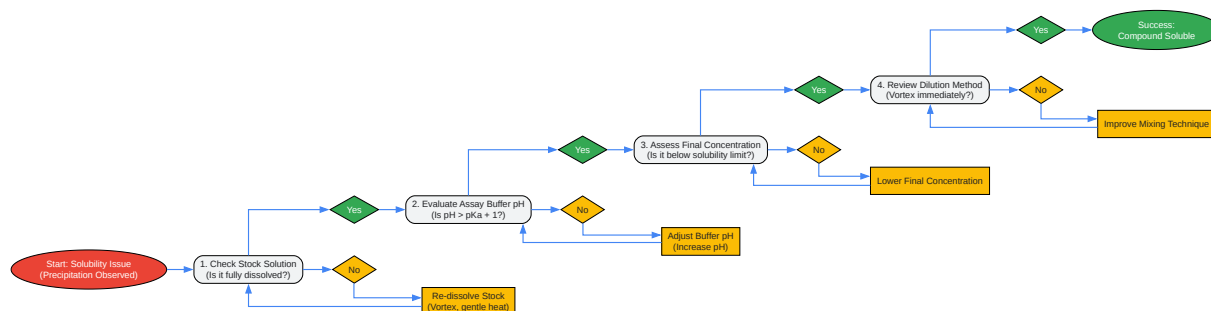 Start: Solubility Issue
(Precipitation Observed)
1. Check Stock Solution
(Is it fully dissolved?)
Yes
No
Re-dissolve Stock
(Vortex, gentle heat)
2. Evaluate Assay Buffer pH
(Is pH > pKa + 1?)
Yes
No
Adjust Buffer pH
(Increase pH)
3. Assess Final Concentration
(Is it below solubility limit?)
Yes
No
Lower Final Concentration
4. Review Dilution Method
(Vortex immediately?)
Yes
No
Improve Mixing Technique
Success:
Compound Soluble